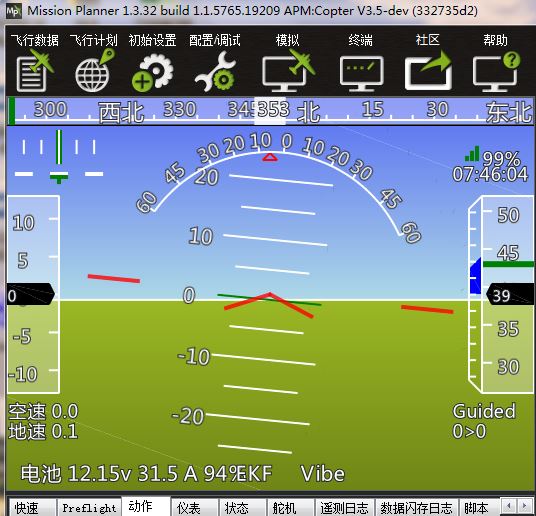 Mission Planner 1.3.32 build 1.1.5765.19209 APM:Copter V3.5-dev (332735d2)
飞行数据 飞行计划 初始设置 配置/调试 模拟 终端 社区 帮助
300 西北 330 345 353 北 15 30 东北
60 45 30 20 10 0 10 20 30 45 60
99%
07:46:04
20
10
0
-10
-20
10
5
0
-5
-10
50
45
39
35
30
空速 0.0
地速 0.1
Guided
0>0
电池 12.15v 31.5 A 94% EKF Vibe
快速 Preflight 动作 仪表 状态 舵机 遥测日志 数据闪存日志 脚本